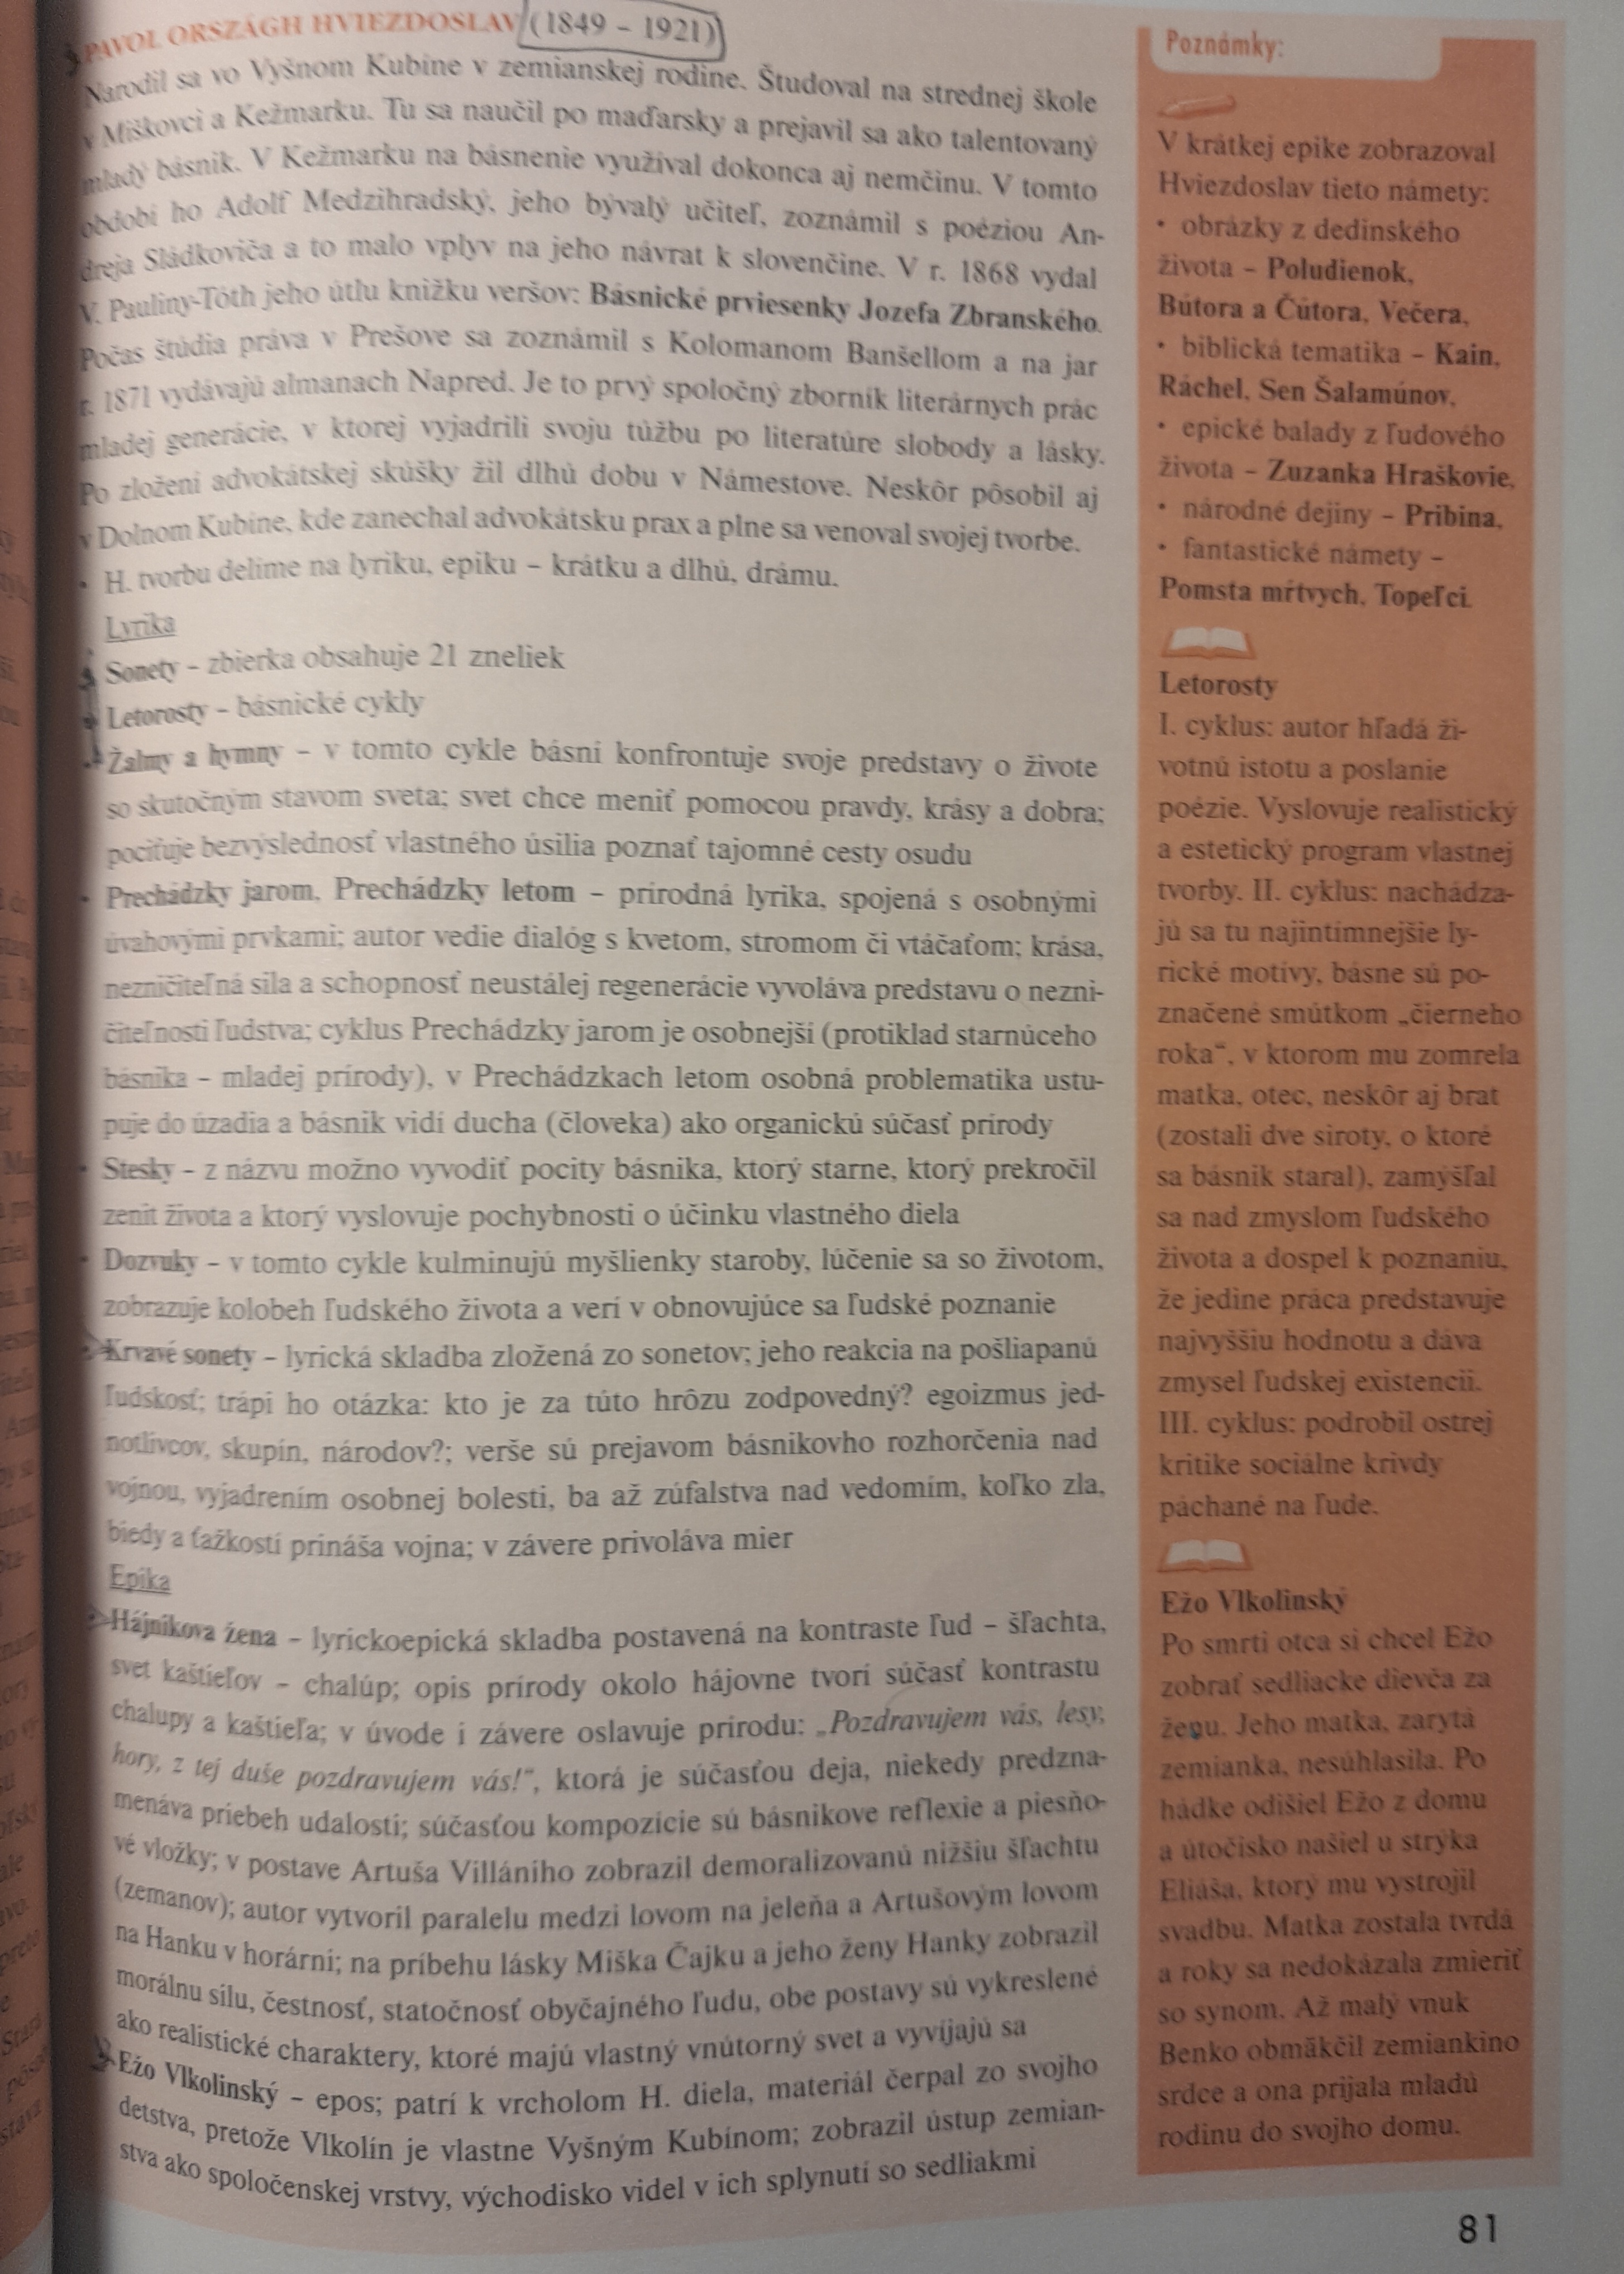 PAVOL ORSZÁGH HVIEZDOSLAV (1849 – 1921)
Narodil sa vo Vyšnom Kubíne v zemianskej rodine. Študoval na strednej škole
v Miškovci a Kežmarku. Tu sa naučil po maďarsky a prejavil sa ako talentovaný
mladý básnik. V Kežmarku na básnenie využíval dokonca aj nemčinu. V tomto
období ho Adolf Medzihradský, jeho bývalý učiteľ, zoznámil s poéziou An-
dreja Sládkoviča a to malo vplyv na jeho návrat k slovenčine. V r. 1868 vydal
V. Pauliny-Tóth jeho útlu knižku veršov: Básnické prviesenky Jozefa Zbranského.
Počas štúdia práva v Prešove sa zoznámil s Kolomanom Banšellom a na jar
r. 1871 vydávajú almanach Napred. Je to prvý spoločný zborník literárnych prác
mladej generácie, v ktorej vyjadrili svoju túžbu po literatúre slobody a lásky.
Po zložení advokátskej skúšky žil dlhú dobu v Námestove. Neskôr pôsobil aj
v Dolnom Kubíne, kde zanechal advokátsku prax a plne sa venoval svojej tvorbe.
• H. tvorbu delíme na lyriku, epiku – krátku a dlhú, drámu.
Lyrika
Sonety – zbierka obsahuje 21 zneliek
Letorosty – básnické cykly
Žalmy a hymny – v tomto cykle básní konfrontuje svoje predstavy o živote
so skutočným stavom sveta; svet chce meniť pomocou pravdy, krásy a dobra;
pociťuje bezvýslednosť vlastného úsilia poznať tajomné cesty osudu
• Prechádzky jarom, Prechádzky letom – prírodná lyrika, spojená s osobnými
úvahovými prvkami; autor vedie dialóg s kvetom, stromom či vtáčaťom; krása,
nezničiteľná sila a schopnosť neustálej regenerácie vyvoláva predstavu o nezni-
čiteľnosti ľudstva; cyklus Prechádzky jarom je osobnejší (protiklad starnúceho
básnika – mladej prírody), v Prechádzkach letom osobná problematika ustu-
puje do úzadia a básnik vidí ducha (človeka) ako organickú súčasť prírody
• Stesky – z názvu možno vyvodiť pocity básnika, ktorý starne, ktorý prekročil
zenit života a ktorý vyslovuje pochybnosti o účinku vlastného diela
• Dozvuky – v tomto cykle kulminujú myšlienky staroby, lúčenie sa so životom,
zobrazuje kolobeh ľudského života a verí v obnovujúce sa ľudské poznanie
Krvavé sonety – lyrická skladba zložená zo sonetov; jeho reakcia na pošliapanú
ľudskosť; trápi ho otázka: kto je za túto hrôzu zodpovedný? egoizmus jed-
notlivcov, skupín, národov?; verše sú prejavom básnikovho rozhorčenia nad
vojnou, vyjadrením osobnej bolesti, ba až zúfalstva nad vedomím, koľko zla,
biedy a ťažkostí prináša vojna; v závere privoláva mier
Epika
Hájnikova žena – lyrickoepická skladba postavená na kontraste ľud – šľachta,
svet kaštieľov – chalúp; opis prírody okolo hájovne tvorí súčasť kontrastu
chalupy a kaštieľa; v úvode i závere oslavuje prírodu: „Pozdravujem vás, lesy,
hory, z tej duše pozdravujem vás!“, ktorá je súčasťou deja, niekedy predzna-
menáva priebeh udalostí; súčasťou kompozície sú básnikove reflexie a piesňo-
vé vložky; v postave Artuša Villániho zobrazil demoralizovanú nižšiu šľachtu
(zemanov); autor vytvoril paralelu medzi lovom na jeleňa a Artušovým lovom
na Hanku v horárni; na príbehu lásky Miška Čajku a jeho ženy Hanky zobrazil
morálnu silu, čestnosť, statočnosť obyčajného ľudu, obe postavy sú vykreslené
ako realistické charaktery, ktoré majú vlastný vnútorný svet a vyvíjajú sa
Ežo Vlkolinský – epos; patrí k vrcholom H. diela, materiál čerpal zo svojho
detstva, pretože Vlkolín je vlastne Vyšným Kubínom; zobrazil ústup zemian-
stva ako spoločenskej vrstvy, východisko videl v ich splynutí so sedliakmi
Poznámky:
V krátkej epike zobrazoval
Hviezdoslav tieto námety:
• obrázky z dedinského
života – Poludienok,
Bútora a Čútora, Večera,
• biblická tematika – Kain,
Ráchel, Sen Šalamúnov,
• epické balady z ľudového
života – Zuzanka Hraškovie,
• národné dejiny – Pribina,
• fantastické námety –
Pomsta mŕtvych, Topeľci.
Letorosty
I. cyklus: autor hľadá ži-
votnú istotu a poslanie
poézie. Vyslovuje realistický
a estetický program vlastnej
tvorby. II. cyklus: nachádza-
jú sa tu najintímnejšie ly-
rické motívy, básne sú po-
značené smútkom „čierneho
roka“, v ktorom mu zomrela
matka, otec, neskôr aj brat
(zostali dve siroty, o ktoré
sa básnik staral), zamýšľal
sa nad zmyslom ľudského
života a dospel k poznaniu,
že jedine práca predstavuje
najvyššiu hodnotu a dáva
zmysel ľudskej existencii.
III. cyklus: podrobil ostrej
kritike sociálne krivdy
páchané na ľude.
Ežo Vlkolinský
Po smrti otca si chcel Ežo
zobrať sedliacke dievča za
ženu. Jeho matka, zarytá
zemianka, nesúhlasila. Po
hádke odišiel Ežo z domu
a útočisko našiel u strýka
Eliáša, ktorý mu vystrojil
svadbu. Matka zostala tvrdá
a roky sa nedokázala zmieriť
so synom. Až malý vnuk
Benko obmäkčil zemiankino
srdce a ona prijala mladú
rodinu do svojho domu.
81